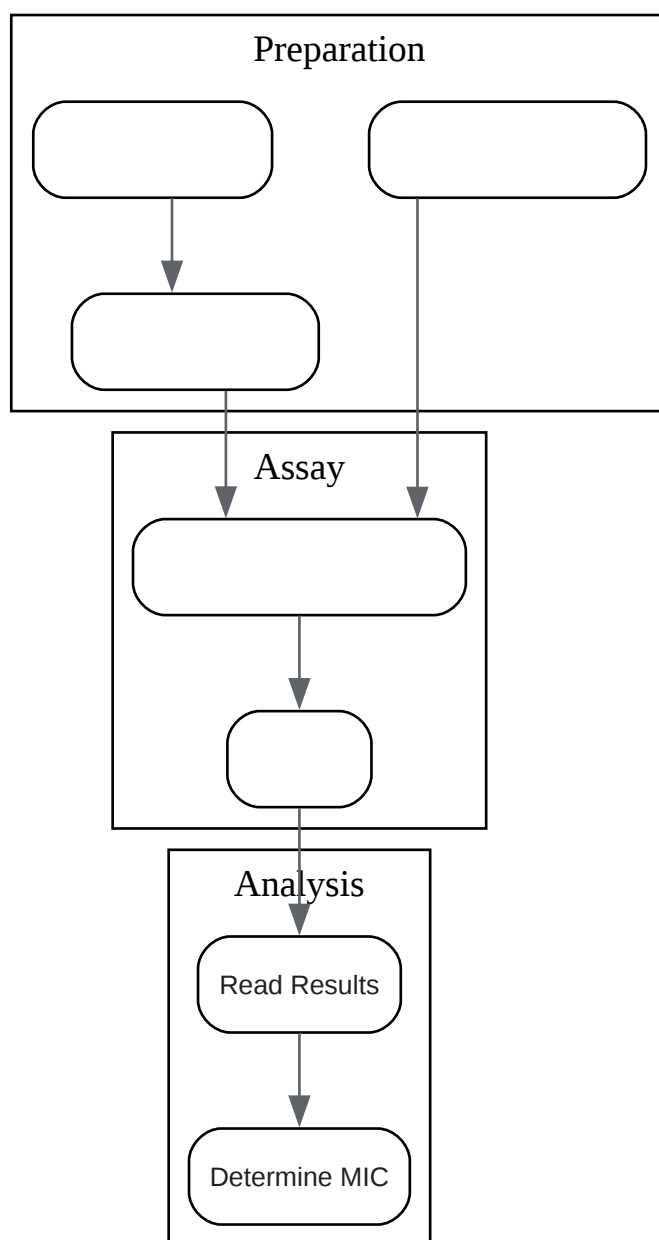 Preparation
Assay
Analysis
Read Results
Determine MIC